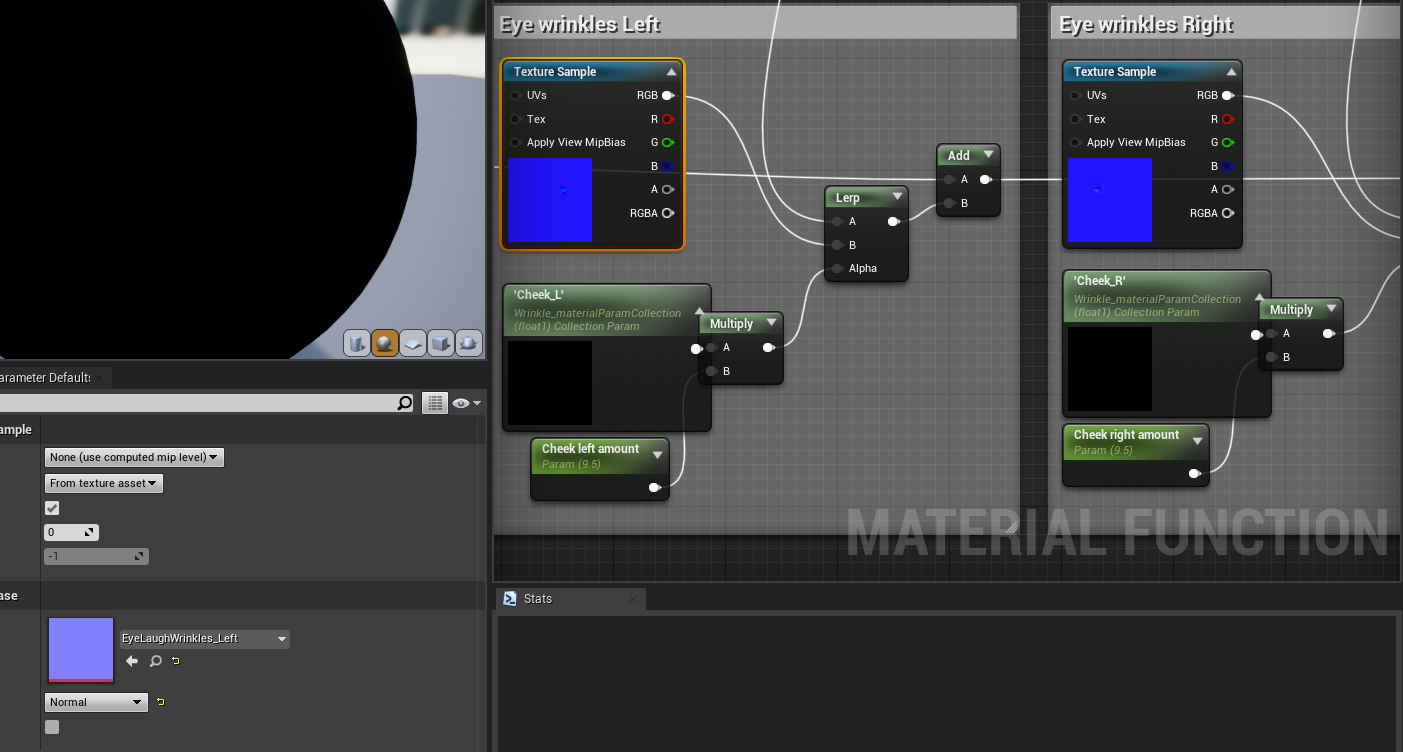 Eye wrinkles Left
Texture Sample
UVs RGB
Tex R
Apply View MipBias G
B
A
RGBA
Add
A
B
Lerp
A
B
Alpha
'Cheek_L'
Wrinkle_materialParamCollection
(float1) Collection Param
Multiply
A
B
Cheek left amount
Param (9.5)
Eye wrinkles Right
Texture Sample
UVs RGB
Tex R
Apply View MipBias G
B
A
RGBA
'Cheek_R'
Wrinkle_materialParamCollection
(float1) Collection Param
Multiply
A
B
Cheek right amount
Param (9.5)
MATERIAL FUNCTION
arameter Defaults
ample
None (use computed mip level)
From texture asset
0
-1
ase
EyeLaughWrinkles_Left
Normal
Stats